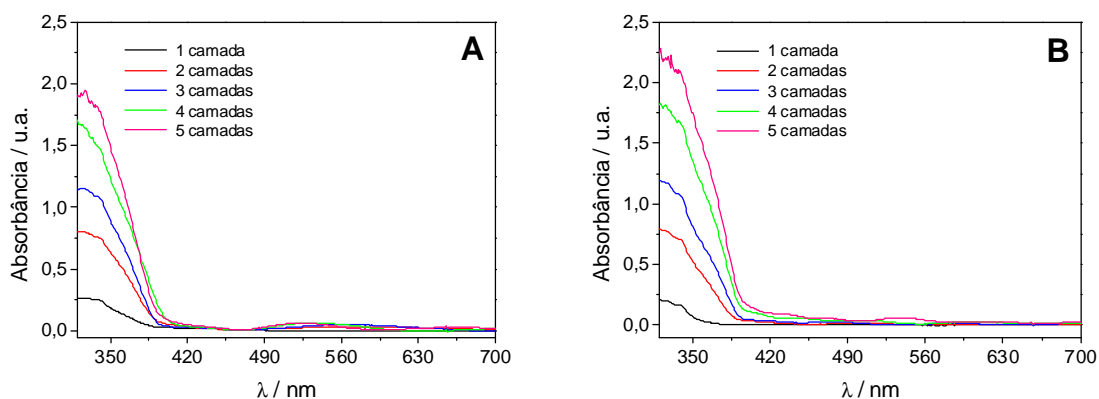 A
2,5
2,0
1,5
1,0
0,5
0,0
Absorbância / u.a.
1 camada
2 camadas
3 camadas
4 camadas
5 camadas
350 420 490 560 630 700
λ / nm
B
2,5
2,0
1,5
1,0
0,5
0,0
Absorbância / u.a.
1 camada
2 camadas
3 camadas
4 camadas
5 camadas
350 420 490 560 630 700
λ / nm